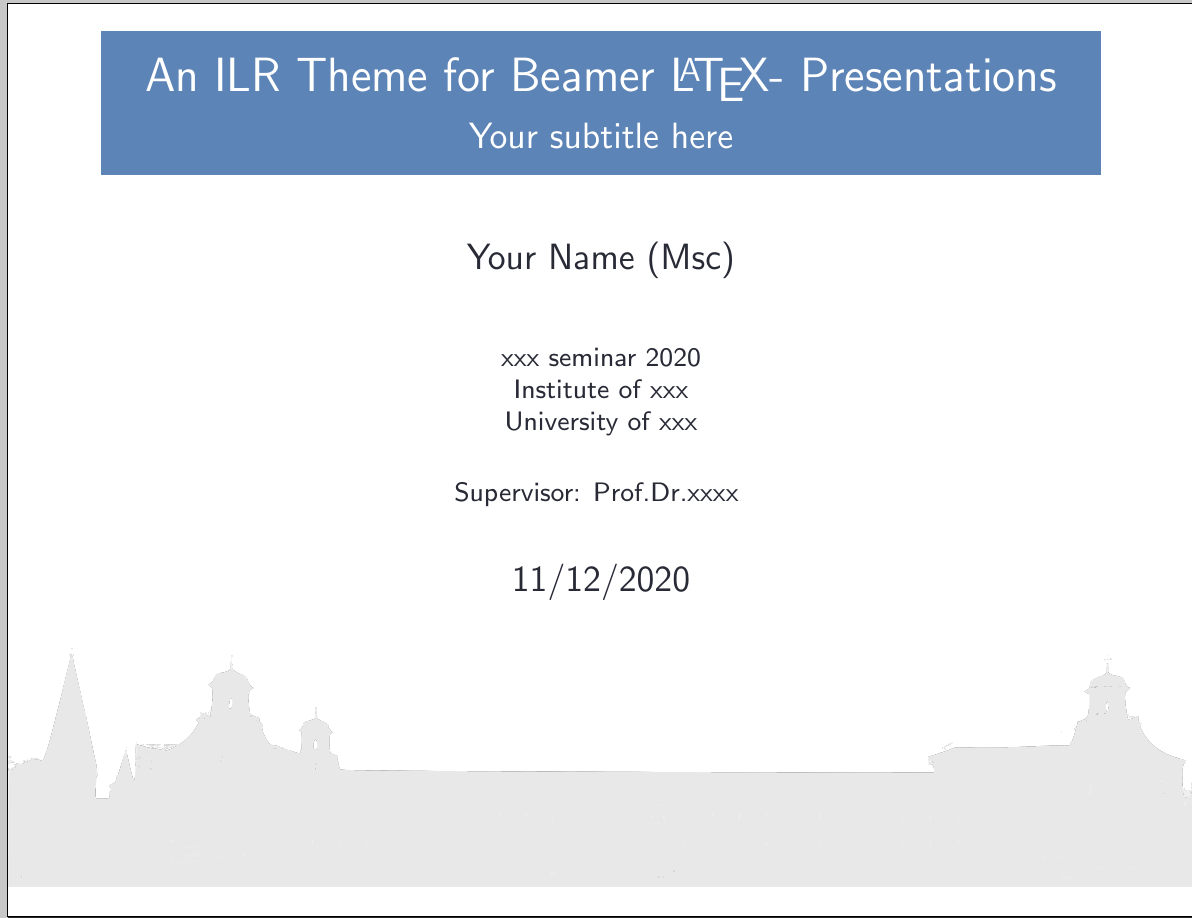 An ILR Theme for Beamer LATEX- Presentations
Your subtitle here
Your Name (Msc)
xxx seminar 2020
Institute of xxx
University of xxx
Supervisor: Prof.Dr.xxxx
11/12/2020